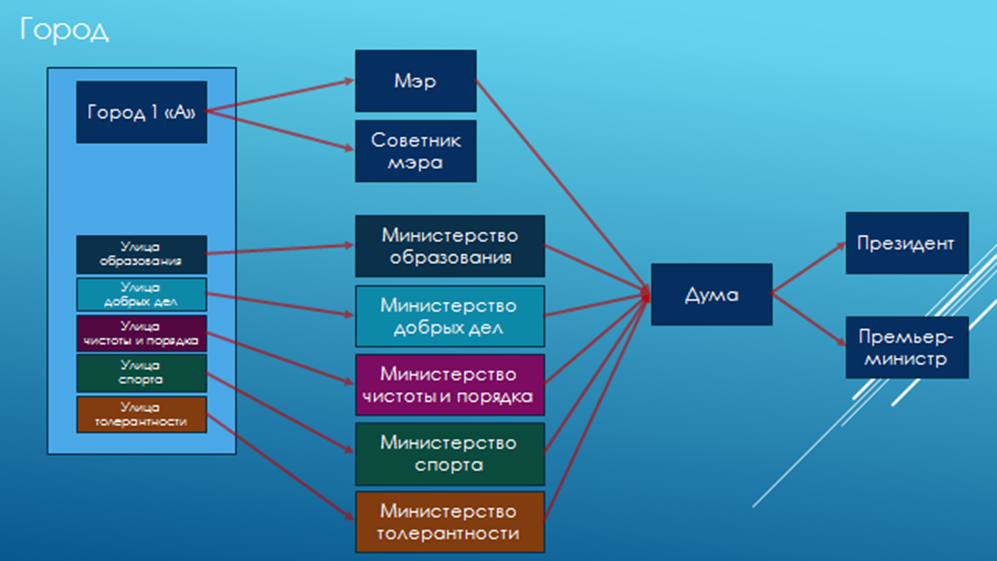 Город
Город 1 «А»
Улица
образования
Улица
добрых дел
Улица
чистоты и порядка
Улица
спорта
Улица
толерантности
Мэр
Советник
мэра
Министерство
образования
Министерство
добрых дел
Министерство
чистоты и порядка
Министерство
спорта
Министерство
толерантности
Дума
Президент
Премьер-
министр